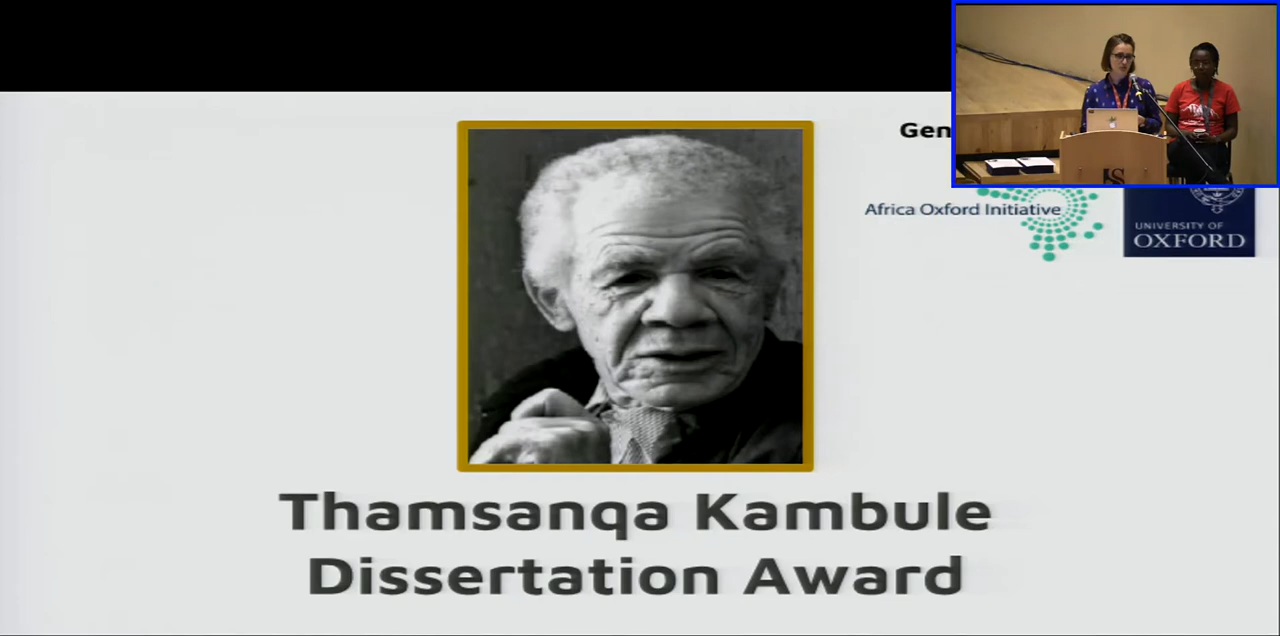 Gen
Africa Oxford Initiative
UNIVERSITY OF
OXFORD
Thamsanqa Kambule
Dissertation Award